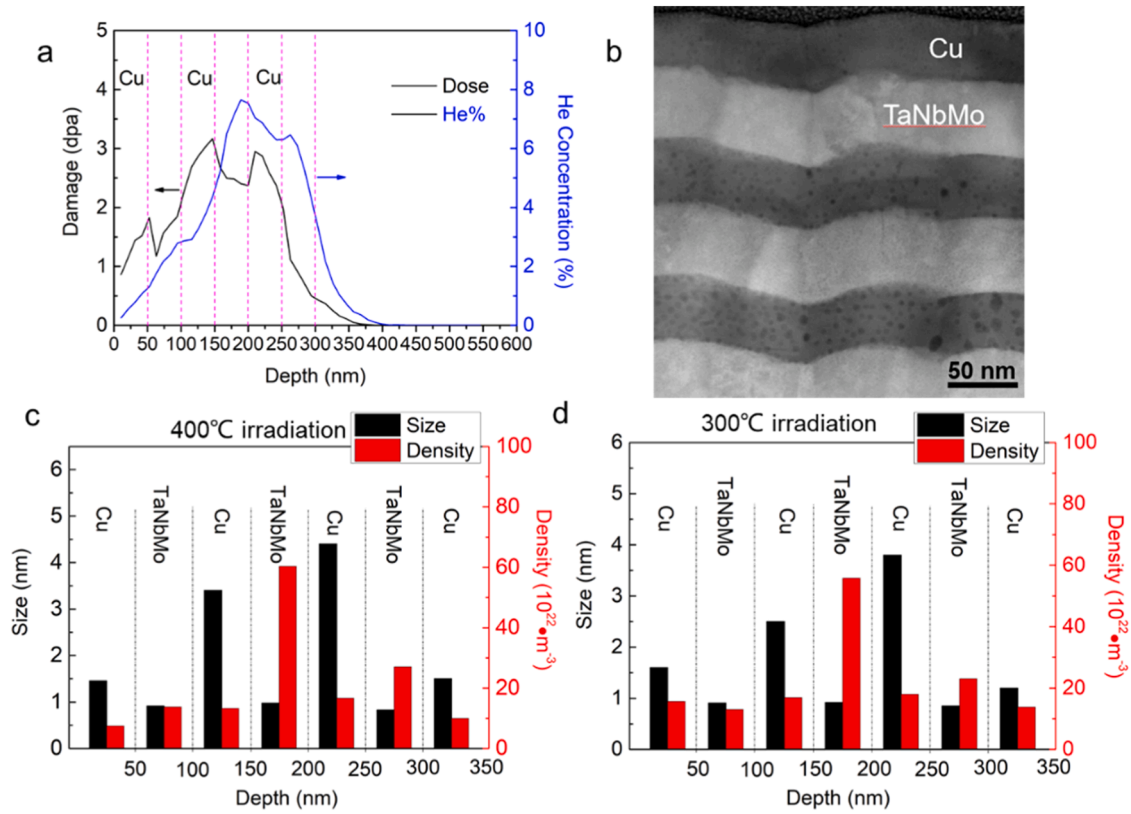 a
Cu
Cu
Cu
Dose
He%
Damage (dpa)
He Concentration (%)
5
4
3
2
1
0
10
8
6
4
2
0
0 50 100 150 200 250 300 350 400 450 500 550 600
Depth (nm)
b
Cu
TaNbMo
50 nm
c
400℃ irradiation
Size
Density
Cu
TaNbMo
Cu
TaNbMo
Cu
TaNbMo
Cu
Size (nm)
Density (10²²•m⁻³)
6
5
4
3
2
1
0
100
80
60
40
20
0
50 100 150 200 250 300 350
Depth (nm)
d
300℃ irradiation
Size
Density
Cu
TaNbMo
Cu
TaNbMo
Cu
TaNbMo
Cu
Size (nm)
Density (10²²•m⁻³)
6
5
4
3
2
1
0
100
80
60
40
20
0
50 100 150 200 250 300 350
Depth (nm)